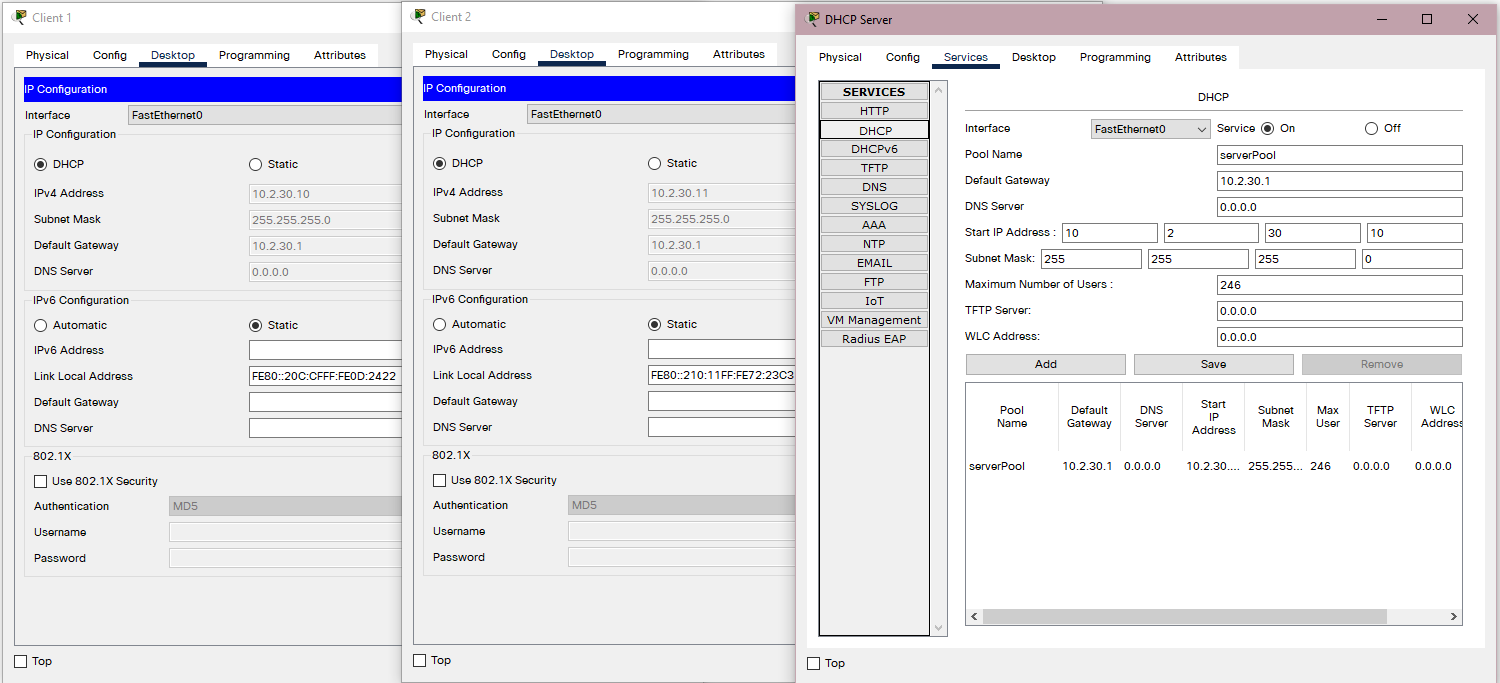 Client 1
Physical Config Desktop Programming Attributes
IP Configuration
Interface FastEthernet0
IP Configuration
DHCP Static
IPv4 Address 10.2.30.10
Subnet Mask 255.255.255.0
Default Gateway 10.2.30.1
DNS Server 0.0.0.0
IPv6 Configuration
Automatic Static
IPv6 Address
Link Local Address FE80::20C:CFFF:FE0D:2422
Default Gateway
DNS Server
802.1X
Use 802.1X Security
Authentication MD5
Username
Password
Top
Client 2
Physical Config Desktop Programming Attributes
IP Configuration
Interface FastEthernet0
IP Configuration
DHCP Static
IPv4 Address 10.2.30.11
Subnet Mask 255.255.255.0
Default Gateway 10.2.30.1
DNS Server 0.0.0.0
IPv6 Configuration
Automatic Static
IPv6 Address
Link Local Address FE80::210:11FF:FE72:23C3
Default Gateway
DNS Server
802.1X
Use 802.1X Security
Authentication MD5
Username
Password
Top
DHCP Server
Physical Config Services Desktop Programming Attributes
SERVICES
HTTP
DHCP
DHCPv6
TFTP
DNS
SYSLOG
AAA
NTP
EMAIL
FTP
IoT
VM Management
Radius EAP
DHCP
Interface FastEthernet0 Service On Off
Pool Name serverPool
Default Gateway 10.2.30.1
DNS Server 0.0.0.0
Start IP Address : 10 2 30 10
Subnet Mask: 255 255 255 0
Maximum Number of Users : 246
TFTP Server: 0.0.0.0
WLC Address: 0.0.0.0
Add Save Remove
Pool Name Default Gateway DNS Server Start IP Address Subnet Mask Max User TFTP Server WLC Address
serverPool 10.2.30.1 0.0.0.0 10.2.30.... 255.255... 246 0.0.0.0 0.0.0.0
Top